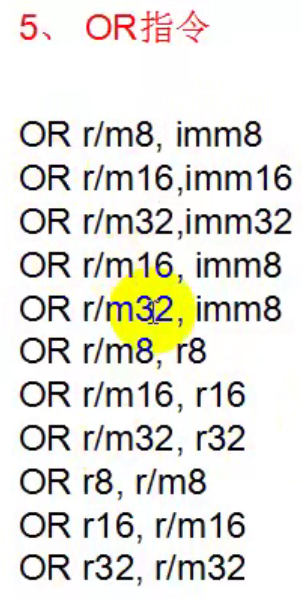 5、 OR指令
OR r/m8, imm8
OR r/m16,imm16
OR r/m32,imm32
OR r/m16, imm8
OR r/m32, imm8
OR r/m8, r8
OR r/m16, r16
OR r/m32, r32
OR r8, r/m8
OR r16, r/m16
OR r32, r/m32